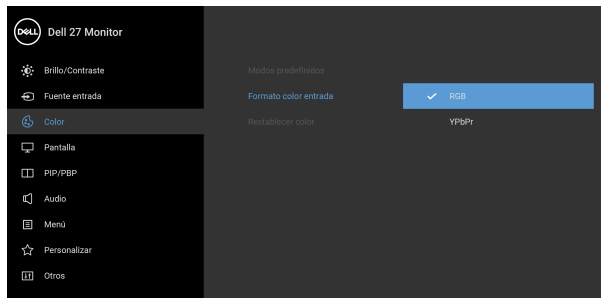 DELL Dell 27 Monitor
Brillo/Contraste
Modos predefinidos
Fuente entrada
Formato color entrada
RGB
Color
Restablecer color
YPbPr
Pantalla
PIP/PBP
Audio
Menú
Personalizar
Otros